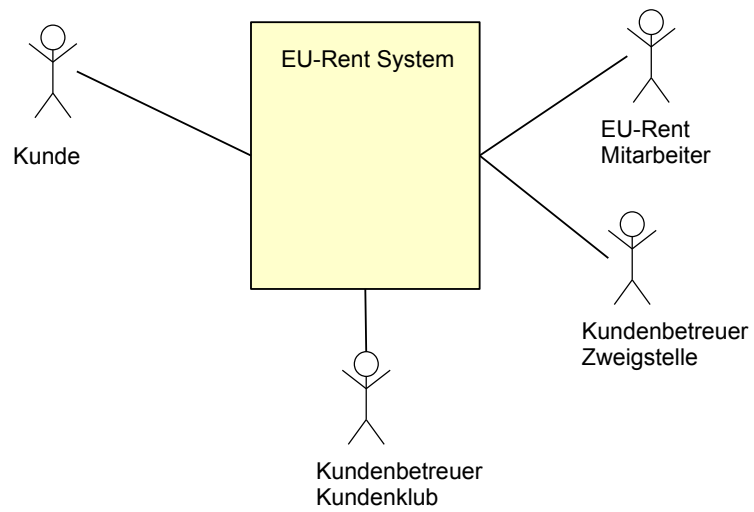 EU-Rent System
Kunde
EU-Rent
Mitarbeiter
Kundenbetreuer
Zweigstelle
Kundenbetreuer
Kundenklub